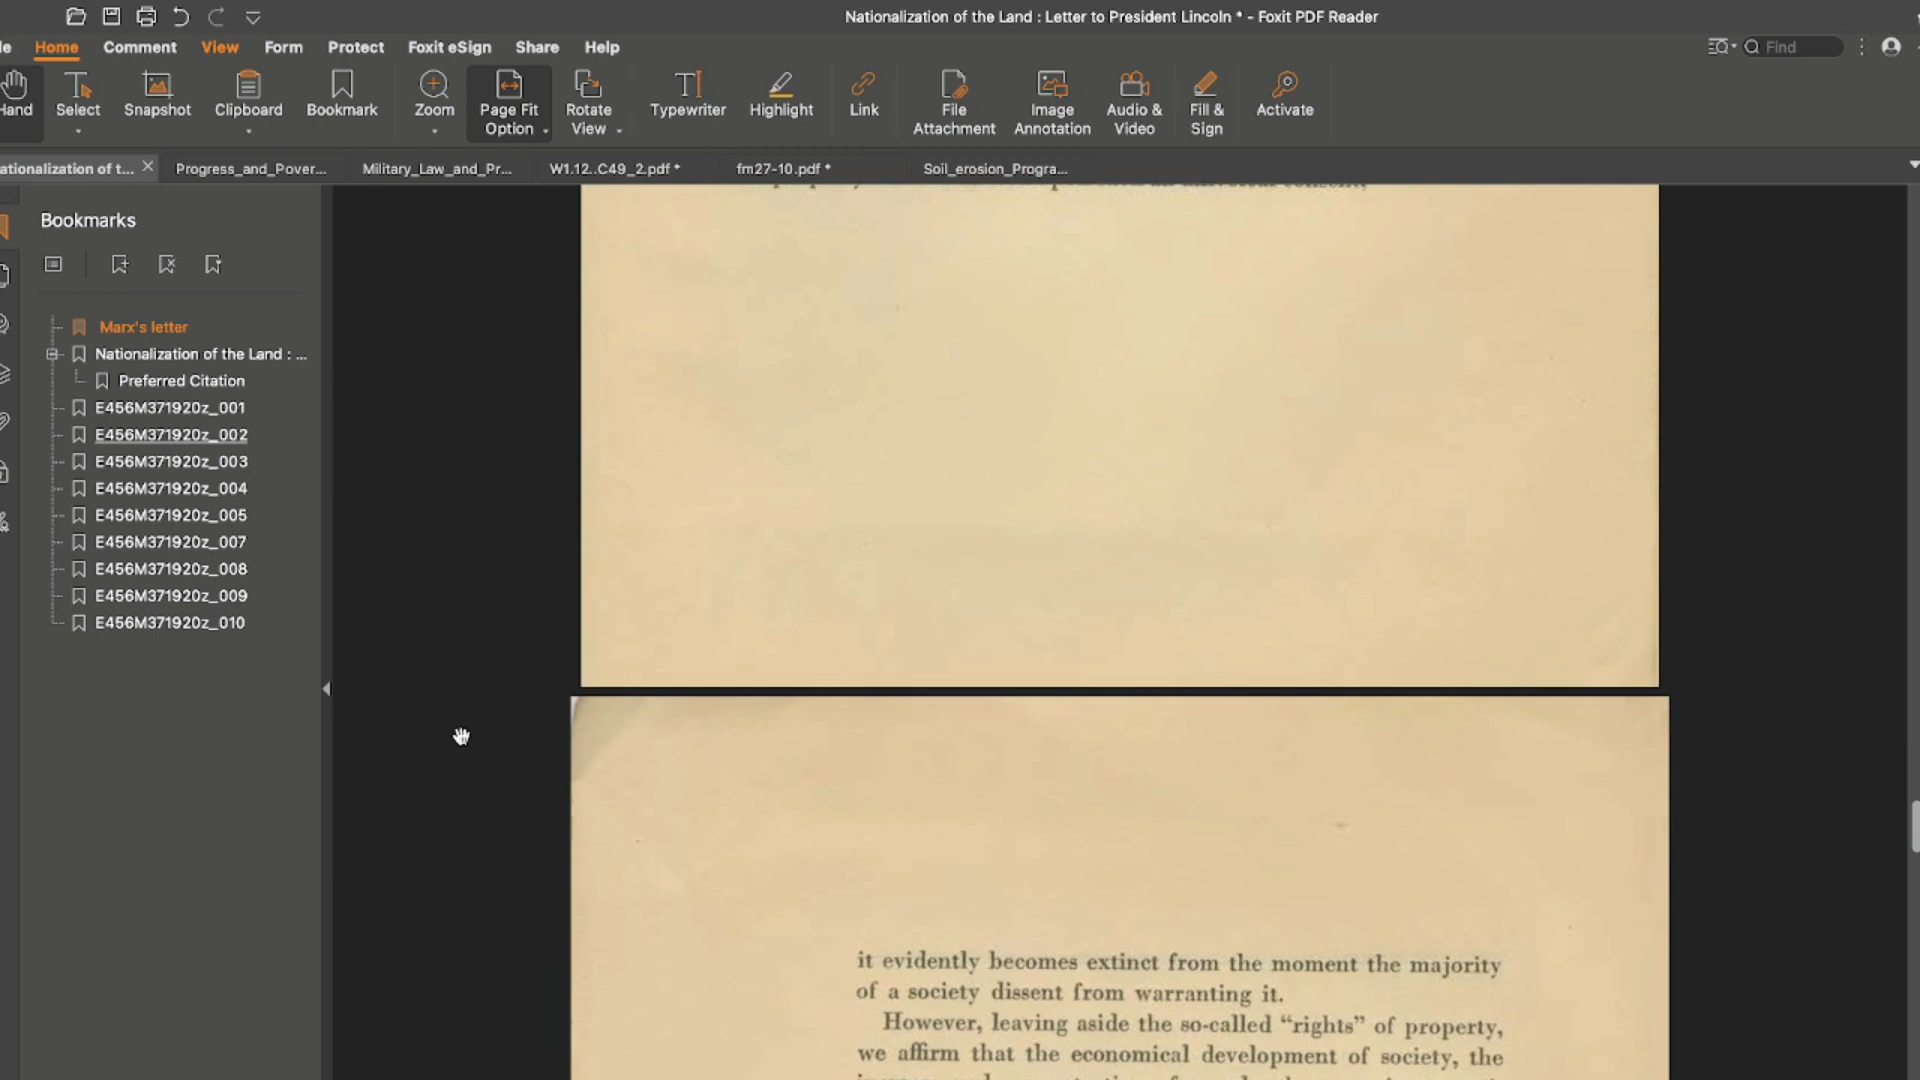 Nationalization of the Land : Letter to President Lincoln * - Foxit PDF Reader
Home Comment View Form Protect Foxit eSign Share Help
Find
Hand Select Snapshot Clipboard Bookmark Zoom Page Fit Option Rotate View Typewriter Highlight Link File Attachment Image Annotation Audio & Video Fill & Sign Activate
ationalization of t... Progress_and_Pover... Military_Law_and_Pr... W1.12..C49_2.pdf * fm27-10.pdf * Soil_erosion_Progra...
Bookmarks
Marx's letter
Nationalization of the Land : ...
Preferred Citation
E456M371920z_001
E456M371920z_002
E456M371920z_003
E456M371920z_004
E456M371920z_005
E456M371920z_007
E456M371920z_008
E456M371920z_009
E456M371920z_010
it evidently becomes extinct from the moment the majority
of a society dissent from warranting it.
However, leaving aside the so-called “rights” of property,
we affirm that the economical development of society, the